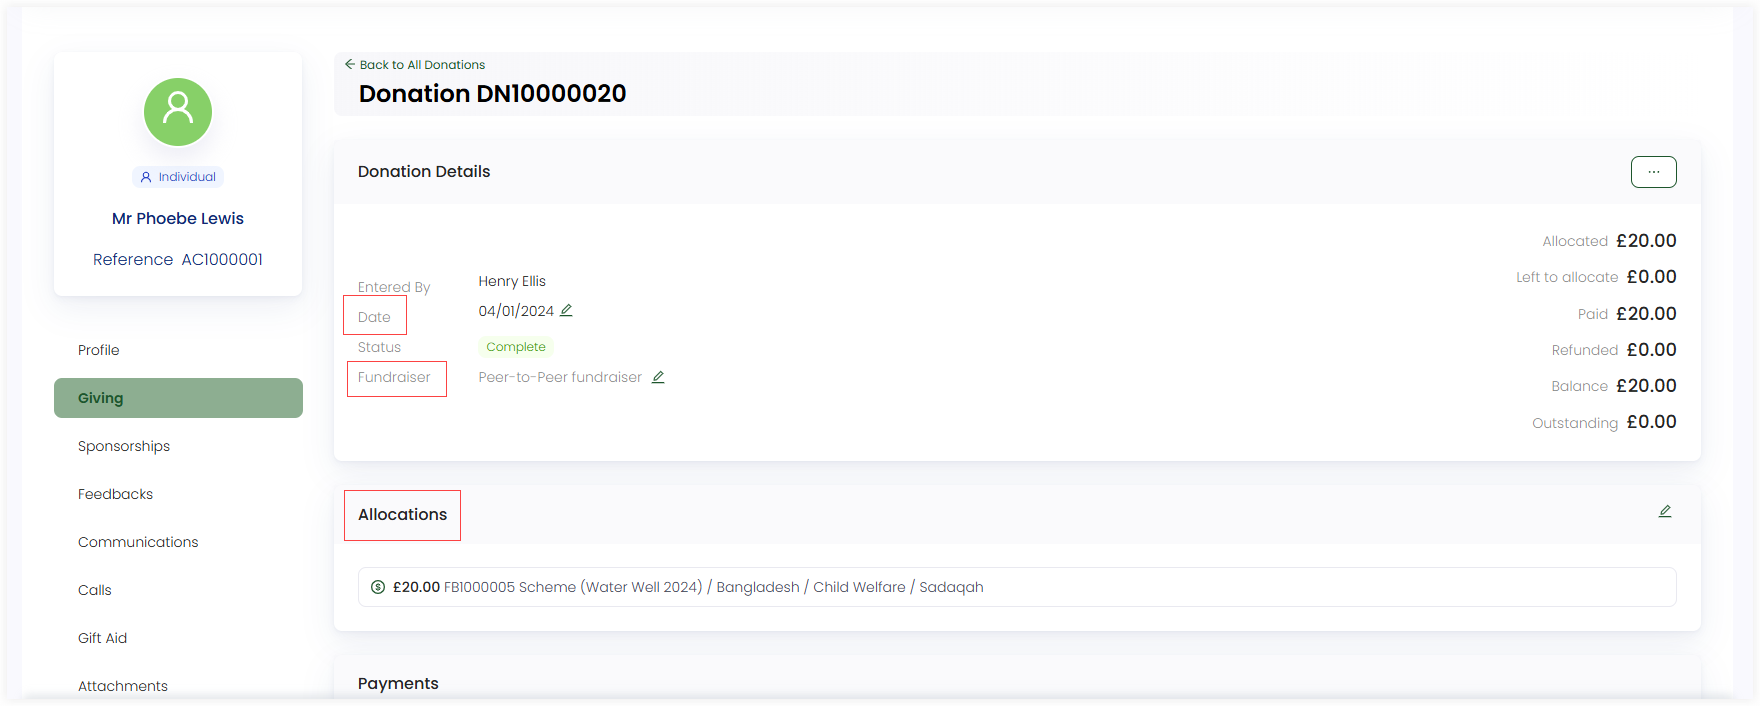 Individual
Mr Phoebe Lewis
Reference AC1000001
Profile
Giving
Sponsorships
Feedbacks
Communications
Calls
Gift Aid
Attachments
Back to All Donations
Donation DN10000020
Donation Details
...
Entered By Henry Ellis
Date 04/01/2024
Status Complete
Fundraiser Peer-to-Peer fundraiser
Allocated £20.00
Left to allocate £0.00
Paid £20.00
Refunded £0.00
Balance £20.00
Outstanding £0.00
Allocations
£20.00 FB1000005 Scheme (Water Well 2024) / Bangladesh / Child Welfare / Sadaqah
Payments